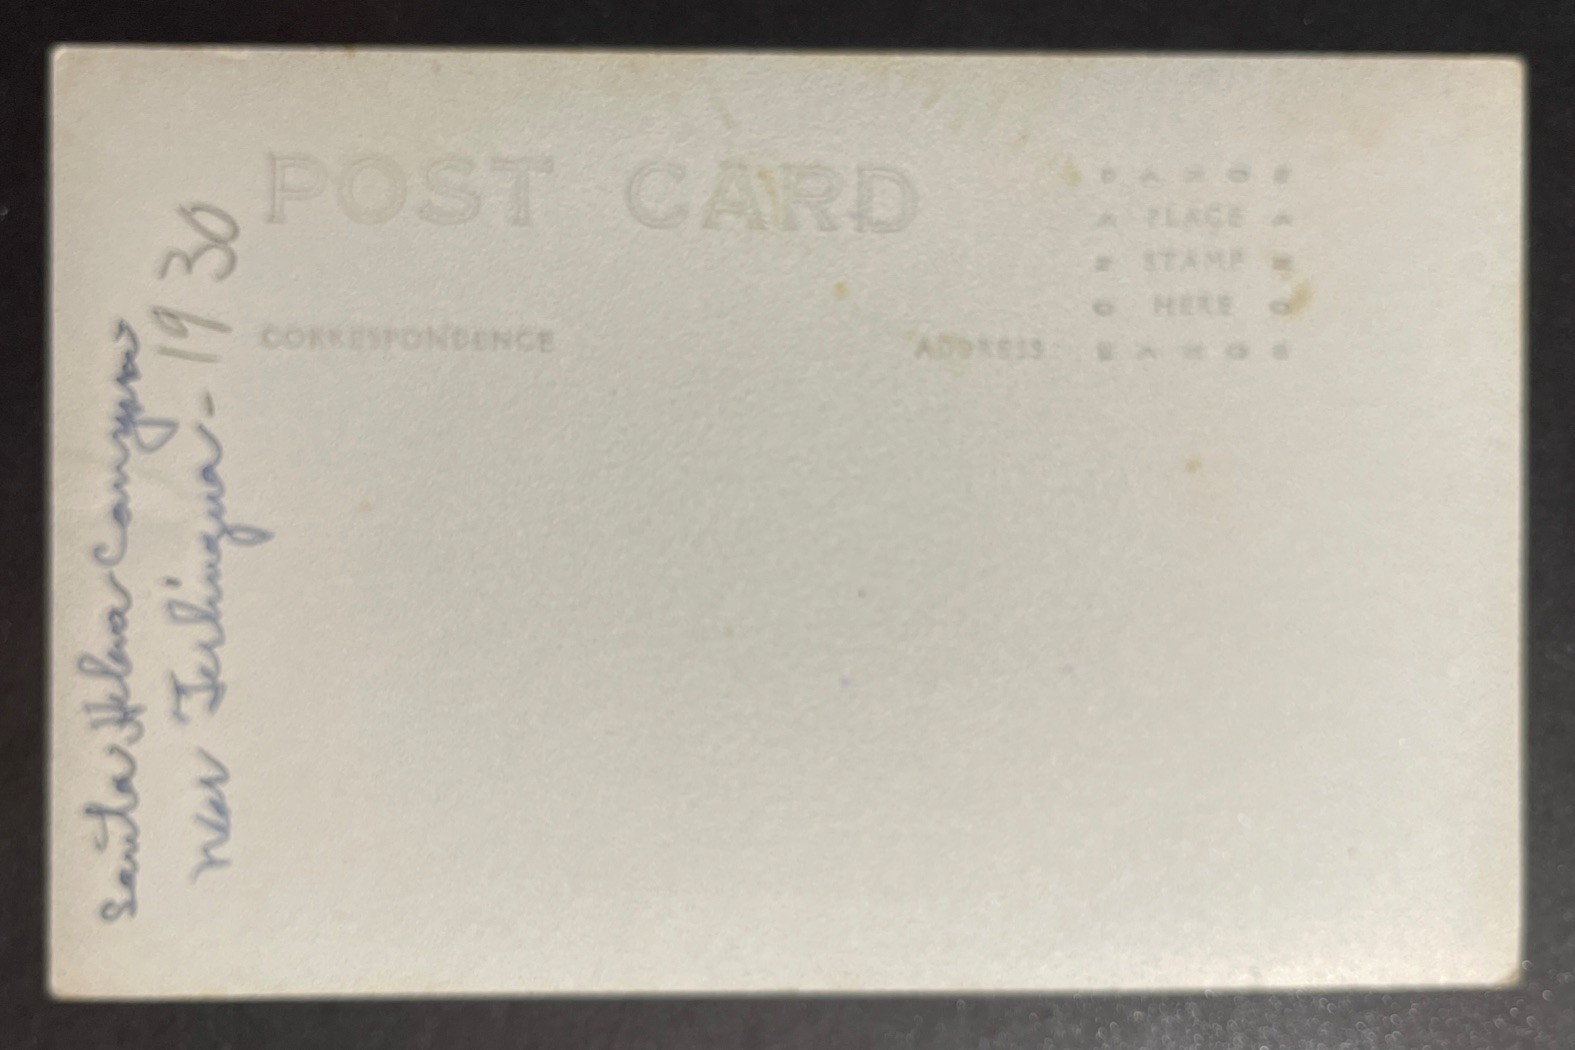 POST CARD
PLACE
STAMP
HERE
CORRESPONDENCE
ADDRESS
Santa Helena Canyon
near Terlingua - 1930